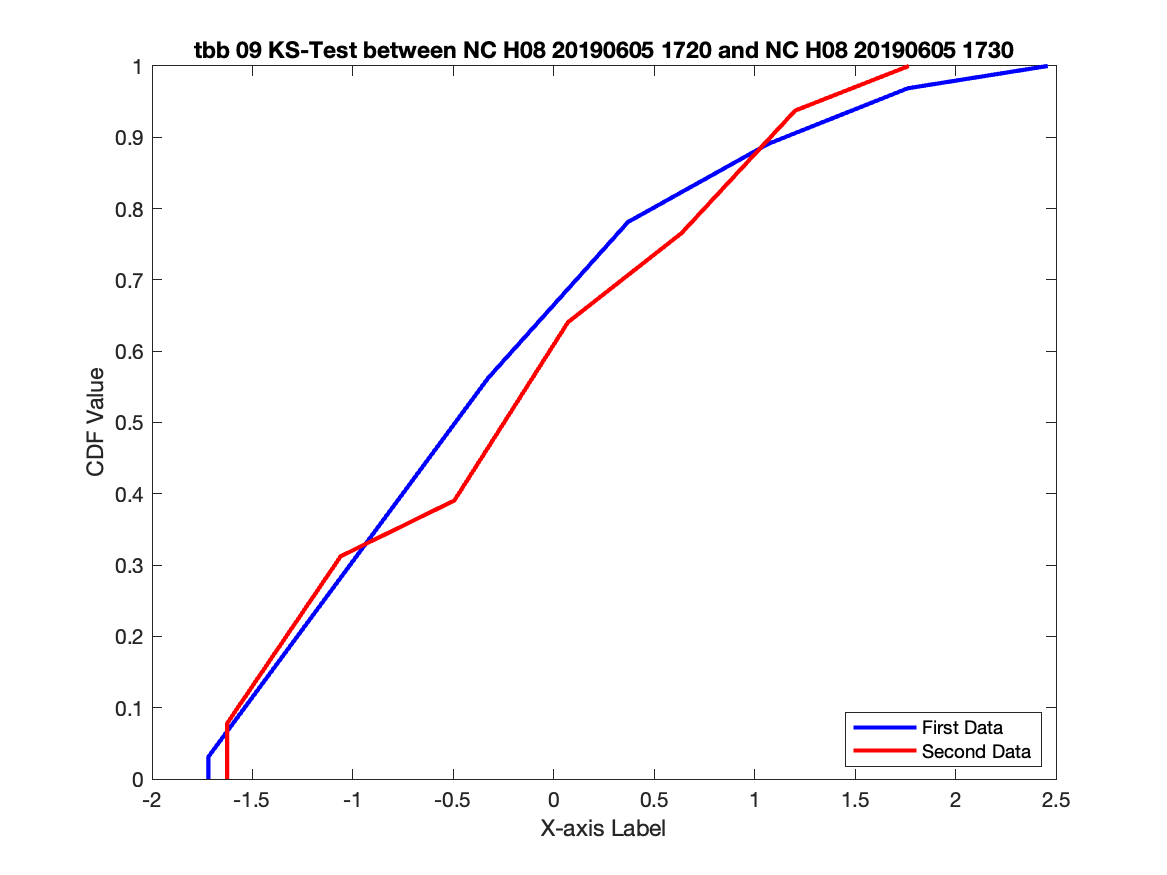 tbb 09 KS-Test between NC H08 20190605 1720 and NC H08 20190605 1730
1
0.9
0.8
0.7
0.6
0.5
0.4
0.3
0.2
0.1
0
CDF Value
-2 -1.5 -1 -0.5 0 0.5 1 1.5 2 2.5
X-axis Label
First Data
Second Data